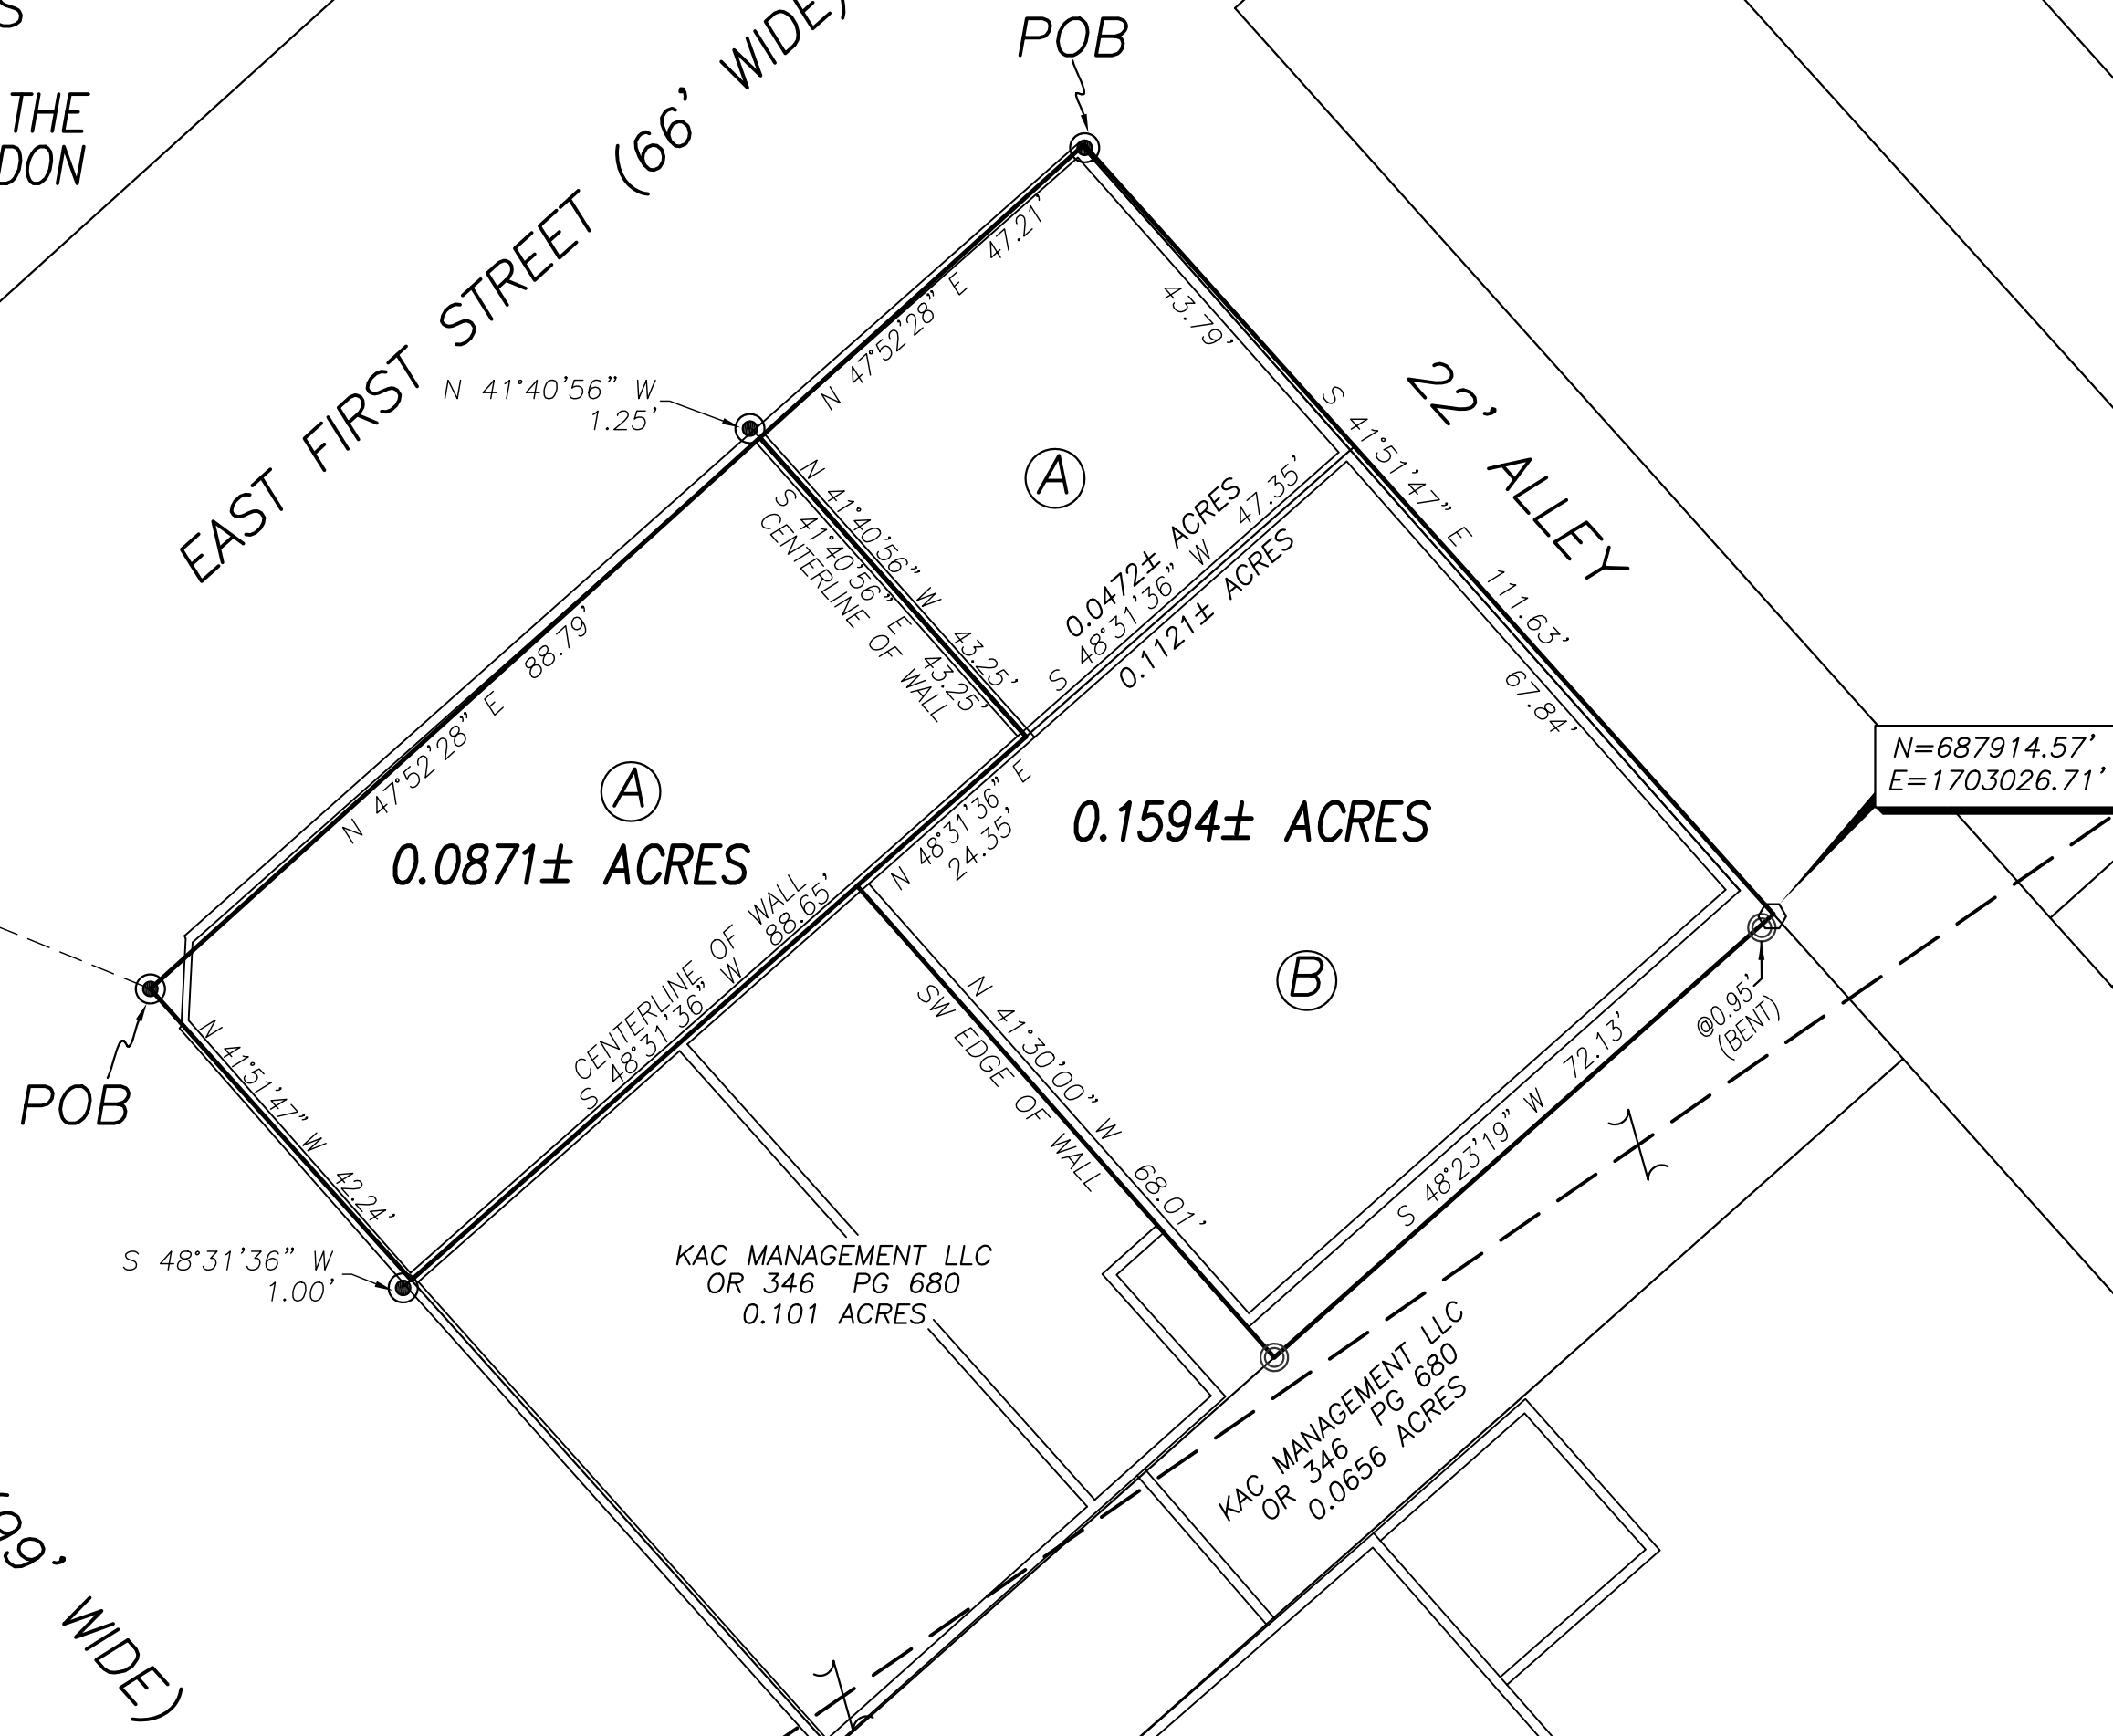 S
THE
DON
EAST FIRST STREET (66' WIDE)
POB
N 47°52'28" E 47.21'
43.79'
N 41°40'56" W
1.25'
22' ALLEY
S 41°51'47" E 111.63'
A
N 41°40'56" W 43.25'
S 41°40'56" E 43.25'
CENTERLINE OF WALL
0.0472± ACRES
S 48°31'36" W 47.35'
0.1121± ACRES
67.84'
N 47°52'28" E 88.79'
N=687914.57'
E=1703026.71'
A
0.0871± ACRES
0.1594± ACRES
N 48°31'36" E
24.35'
CENTERLINE OF WALL
S 48°31'36" W 88.65'
B
@0.95'
(BENT)
N 41°30'00" W 68.01'
SW EDGE OF WALL
S 48°23'19" W 72.13'
POB
N 41°51'47" W 42.24'
S 48°31'36" W
1.00'
KAC MANAGEMENT LLC
OR 346 PG 680
0.101 ACRES
KAC MANAGEMENT LLC
OR 346 PG 680
0.0656 ACRES
99' WIDE)